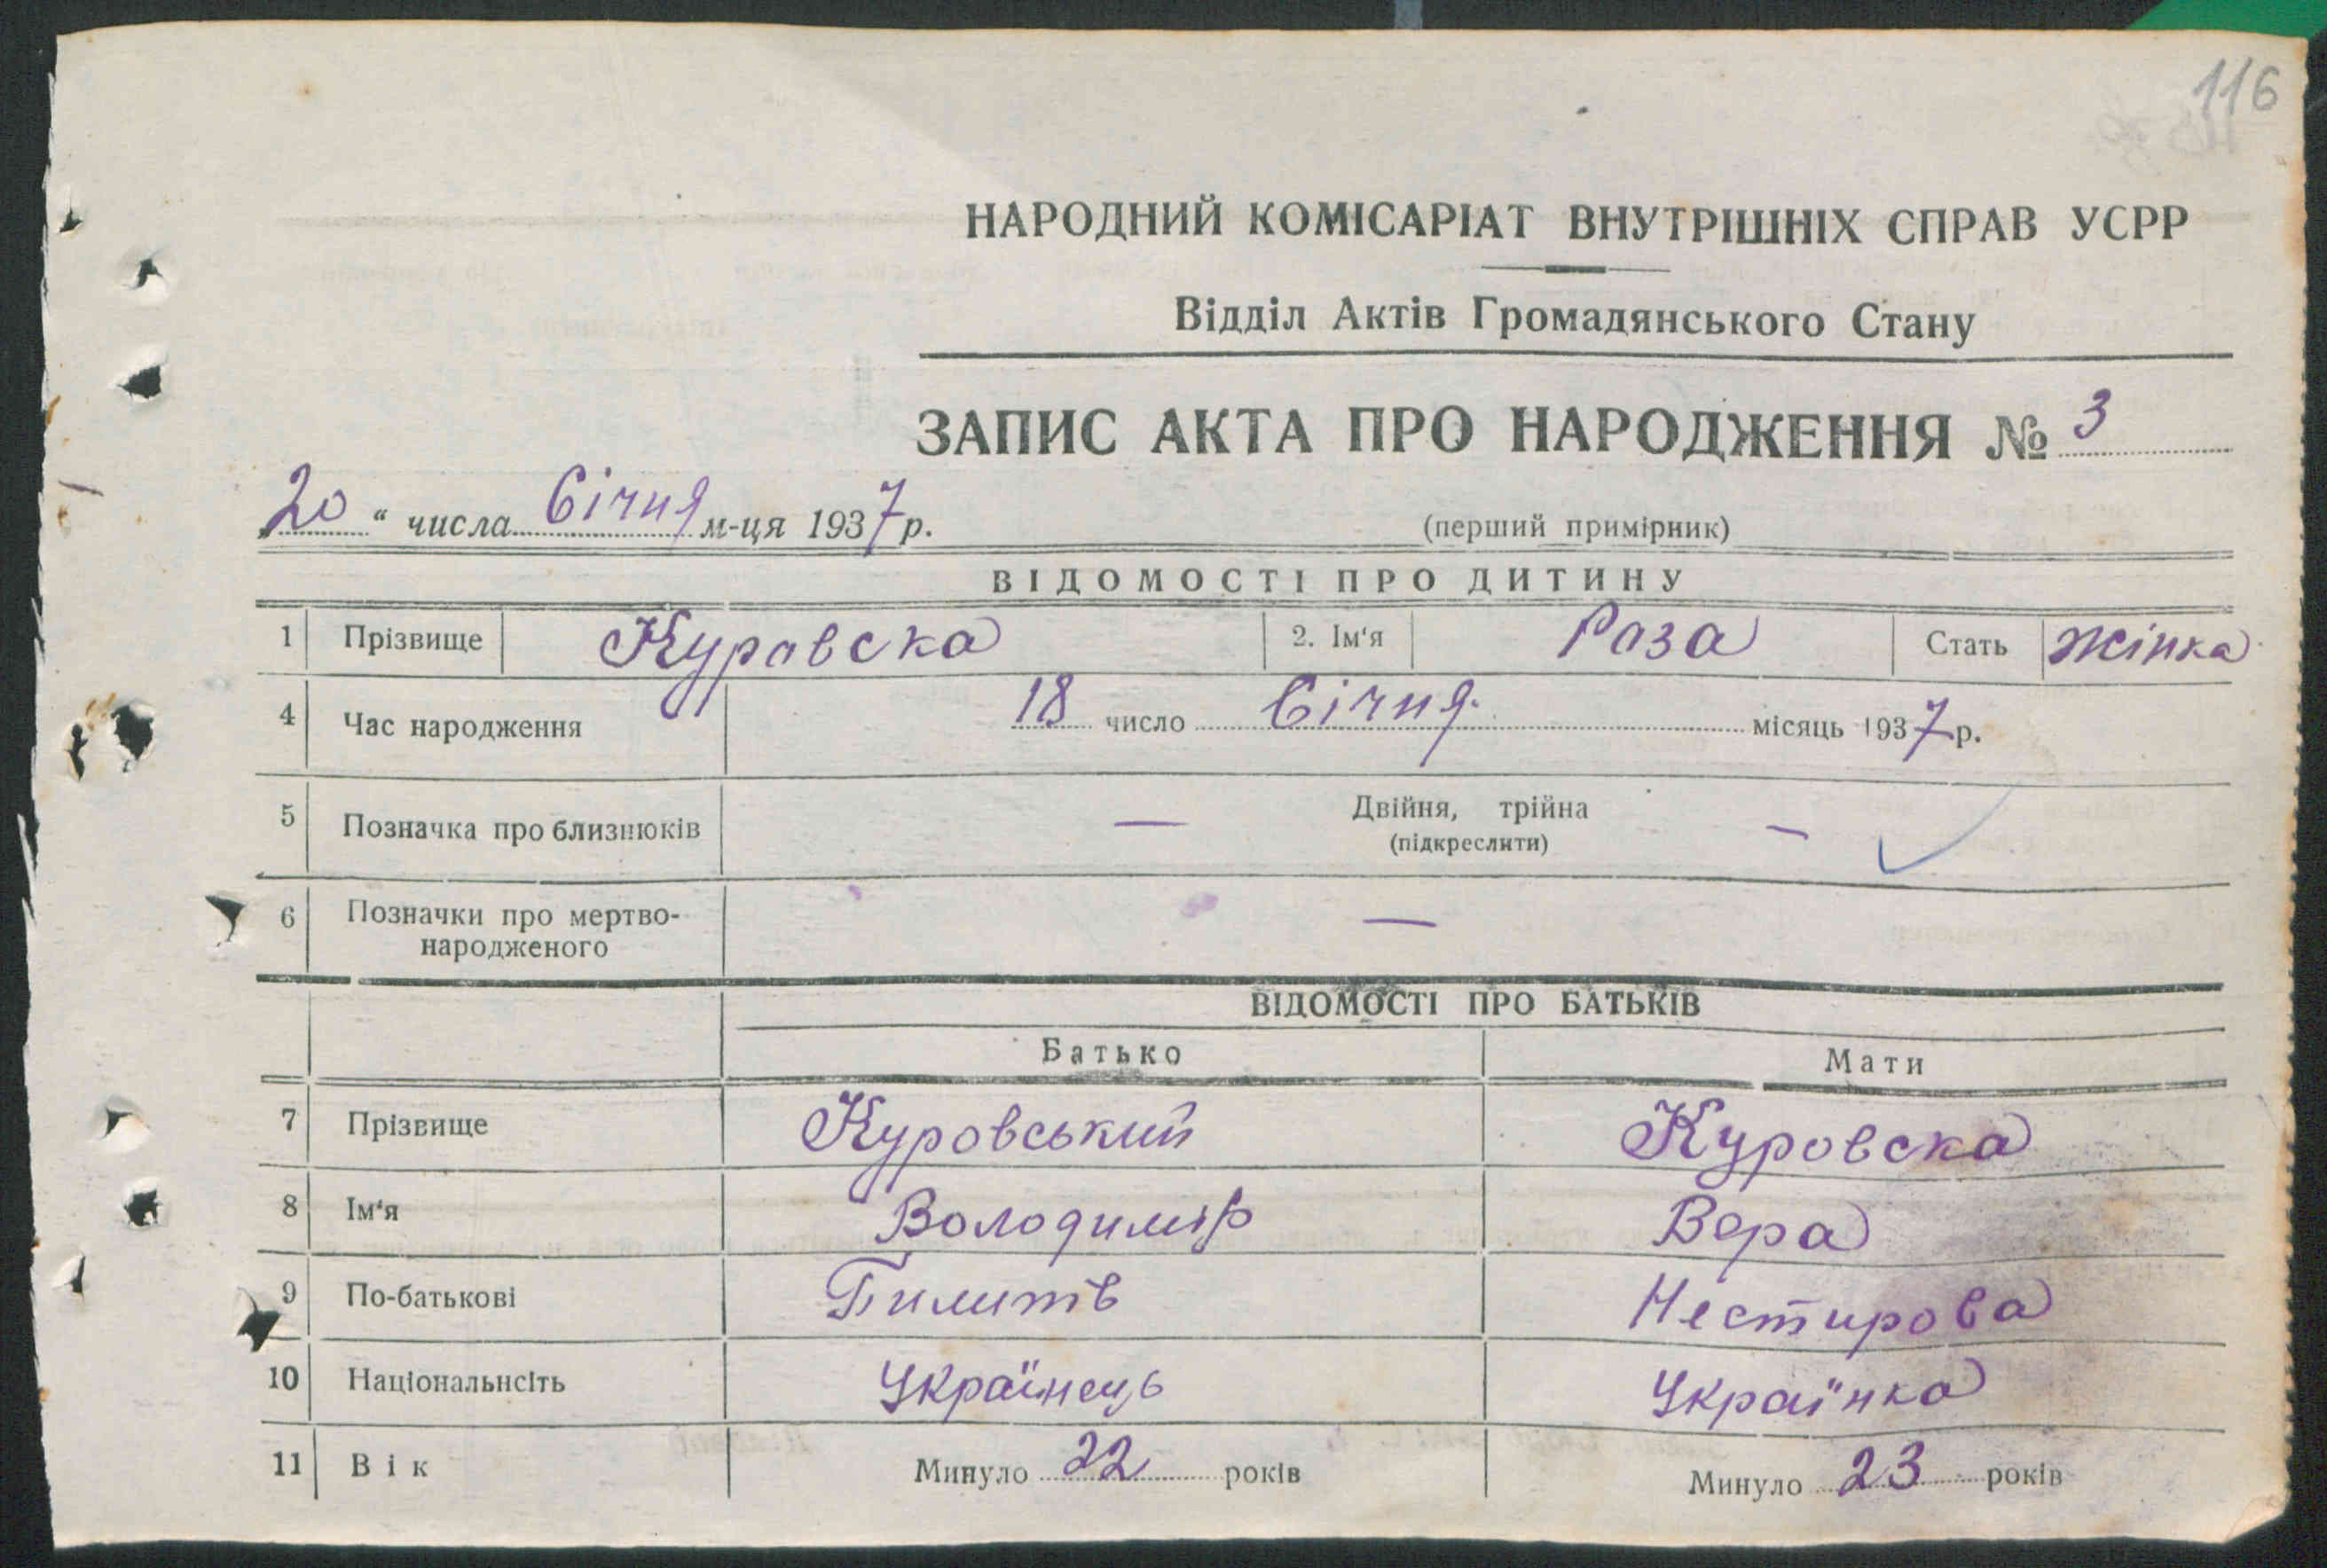 116
НАРОДНИЙ КОМІСАРІАТ ВНУТРІШНІХ СПРАВ УСРР
Відділ Актів Громадянського Стану
ЗАПИС АКТА ПРО НАРОДЖЕННЯ № 3
„20“ числа Січня м-ця 1937 р.
(перший примірник)
ВІДОМОСТІ ПРО ДИТИНУ
1 Прізвище Куровска 2. Ім'я Роза Стать Жінка
4 Час народження 18 число Січня місяць 1937 р.
5 Позначка про близнюків — Двійня, трійна —
(підкреслити)
6 Позначки про мертво-
народженого —
ВІДОМОСТІ ПРО БАТЬКІВ
Батько Мати
7 Прізвище Куровський Куровска
8 Ім'я Володимір Вера
9 По-батькові Нестирова
10 Національнсіть Українець Українка
11 Вік Минуло 22 років Минуло 23 років